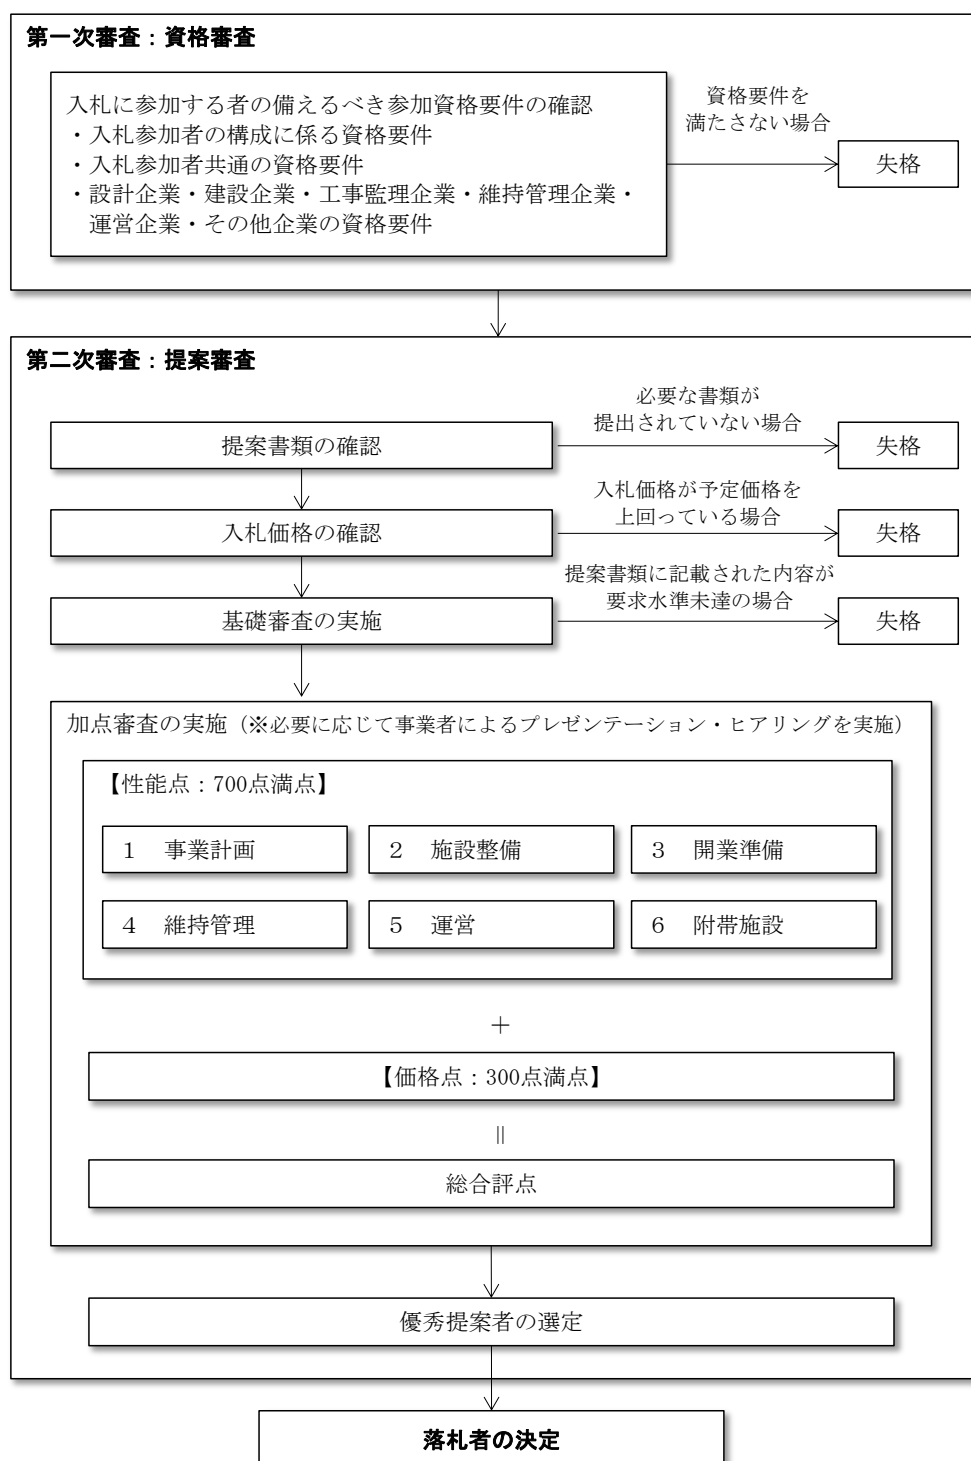 第一次審査：資格審査
入札に参加する者の備えるべき参加資格要件の確認
・入札参加者の構成に係る資格要件
・入札参加者共通の資格要件
・設計企業・建設企業・工事監理企業・維持管理企業・
運営企業・その他企業の資格要件
資格要件を
満たさない場合
失格
第二次審査：提案審査
提案書類の確認
必要な書類が
提出されていない場合
失格
入札価格の確認
入札価格が予定価格を
上回っている場合
失格
基礎審査の実施
提案書類に記載された内容が
要求水準未達の場合
失格
加点審査の実施（※必要に応じて事業者によるプレゼンテーション・ヒアリングを実施）
【性能点：700点満点】
１　事業計画
２　施設整備
３　開業準備
４　維持管理
５　運営
６　附帯施設
＋
【価格点：300点満点】
＝
総合評点
優秀提案者の選定
落札者の決定